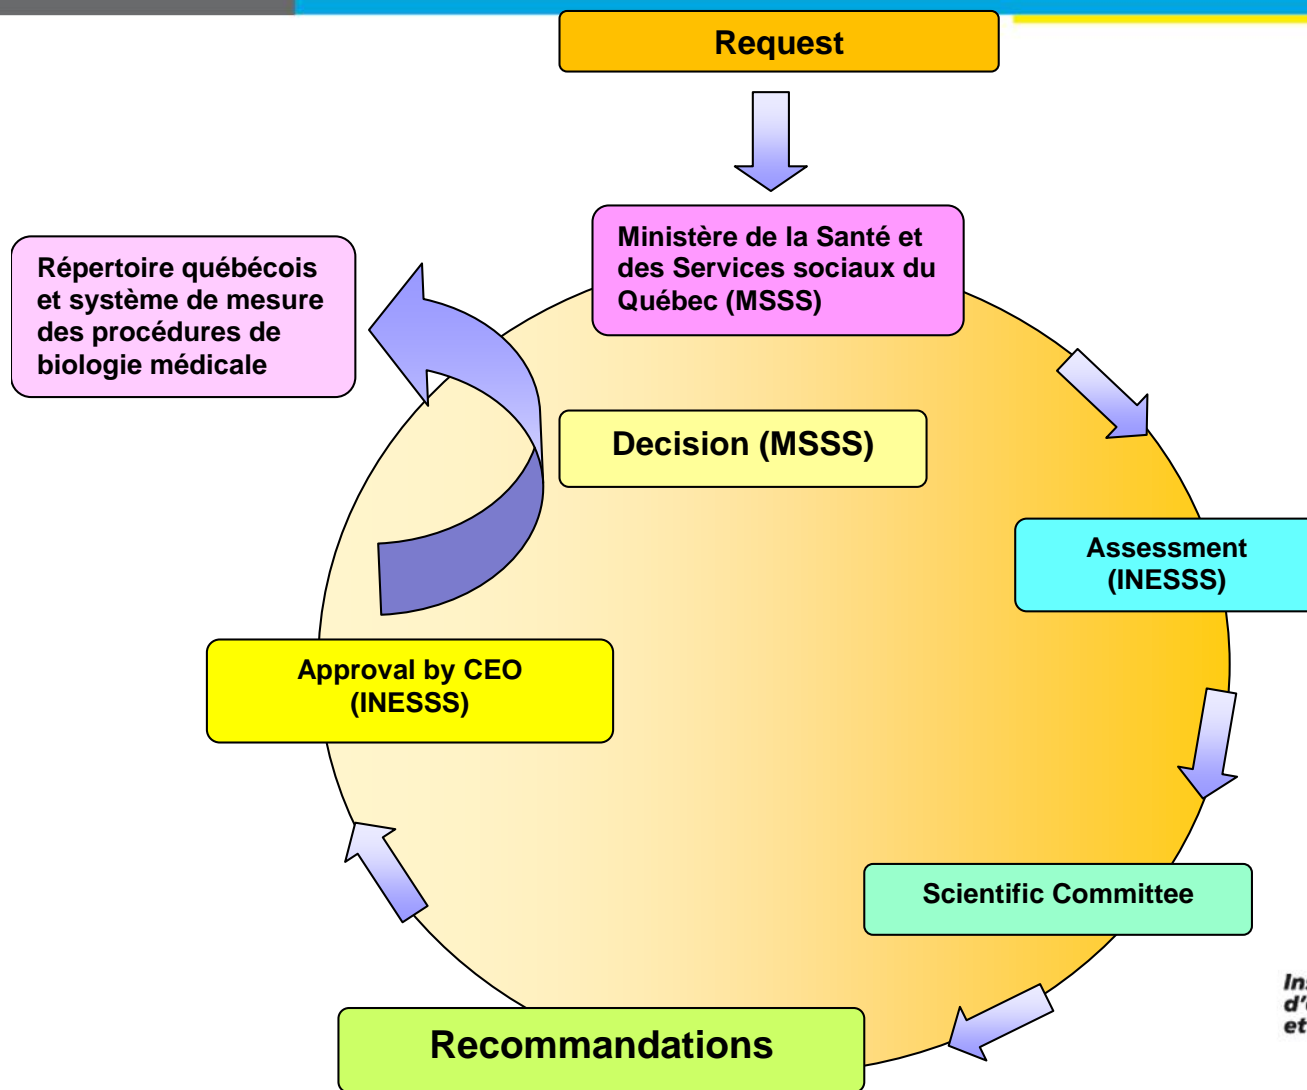 Request
Ministère de la Santé et
des Services sociaux du
Québec (MSSS)
Répertoire québécois
et système de mesure
des procédures de
biologie médicale
Decision (MSSS)
Assessment
(INESSS)
Approval by CEO
(INESSS)
Scientific Committee
Recommandations
et